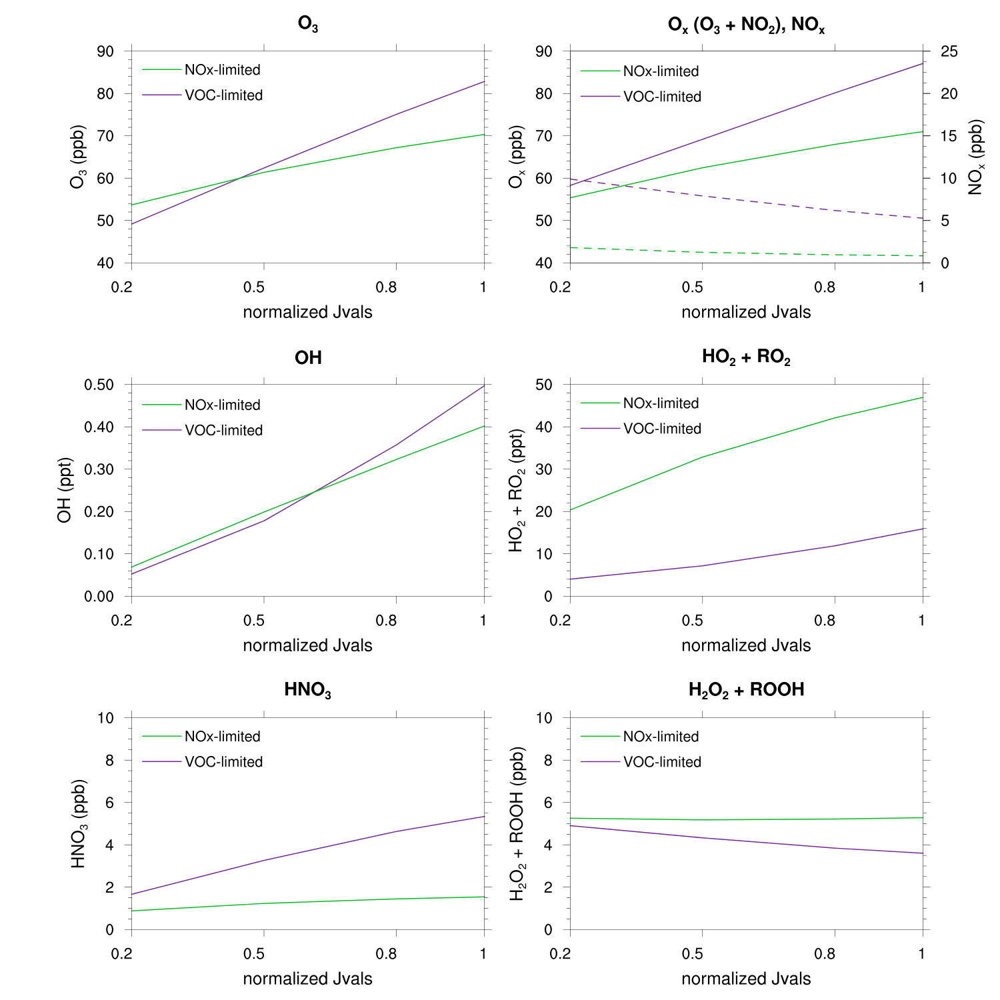 O₃
90
80
70
60
50
40
O₃ (ppb)
NOx-limited
VOC-limited
0.2 0.5 0.8 1
normalized Jvals
Oₓ (O₃ + NO₂), NOₓ
90
80
70
60
50
40
Oₓ (ppb)
NOx-limited
VOC-limited
25
20
15
10
5
0
NOₓ (ppb)
0.2 0.5 0.8 1
normalized Jvals
OH
0.50
0.40
0.30
0.20
0.10
0.00
OH (ppt)
NOx-limited
VOC-limited
0.2 0.5 0.8 1
normalized Jvals
HO₂ + RO₂
50
40
30
20
10
0
HO₂ + RO₂ (ppt)
NOx-limited
VOC-limited
0.2 0.5 0.8 1
normalized Jvals
HNO₃
10
8
6
4
2
0
HNO₃ (ppb)
NOx-limited
VOC-limited
0.2 0.5 0.8 1
normalized Jvals
H₂O₂ + ROOH
10
8
6
4
2
0
H₂O₂ + ROOH (ppb)
NOx-limited
VOC-limited
0.2 0.5 0.8 1
normalized Jvals